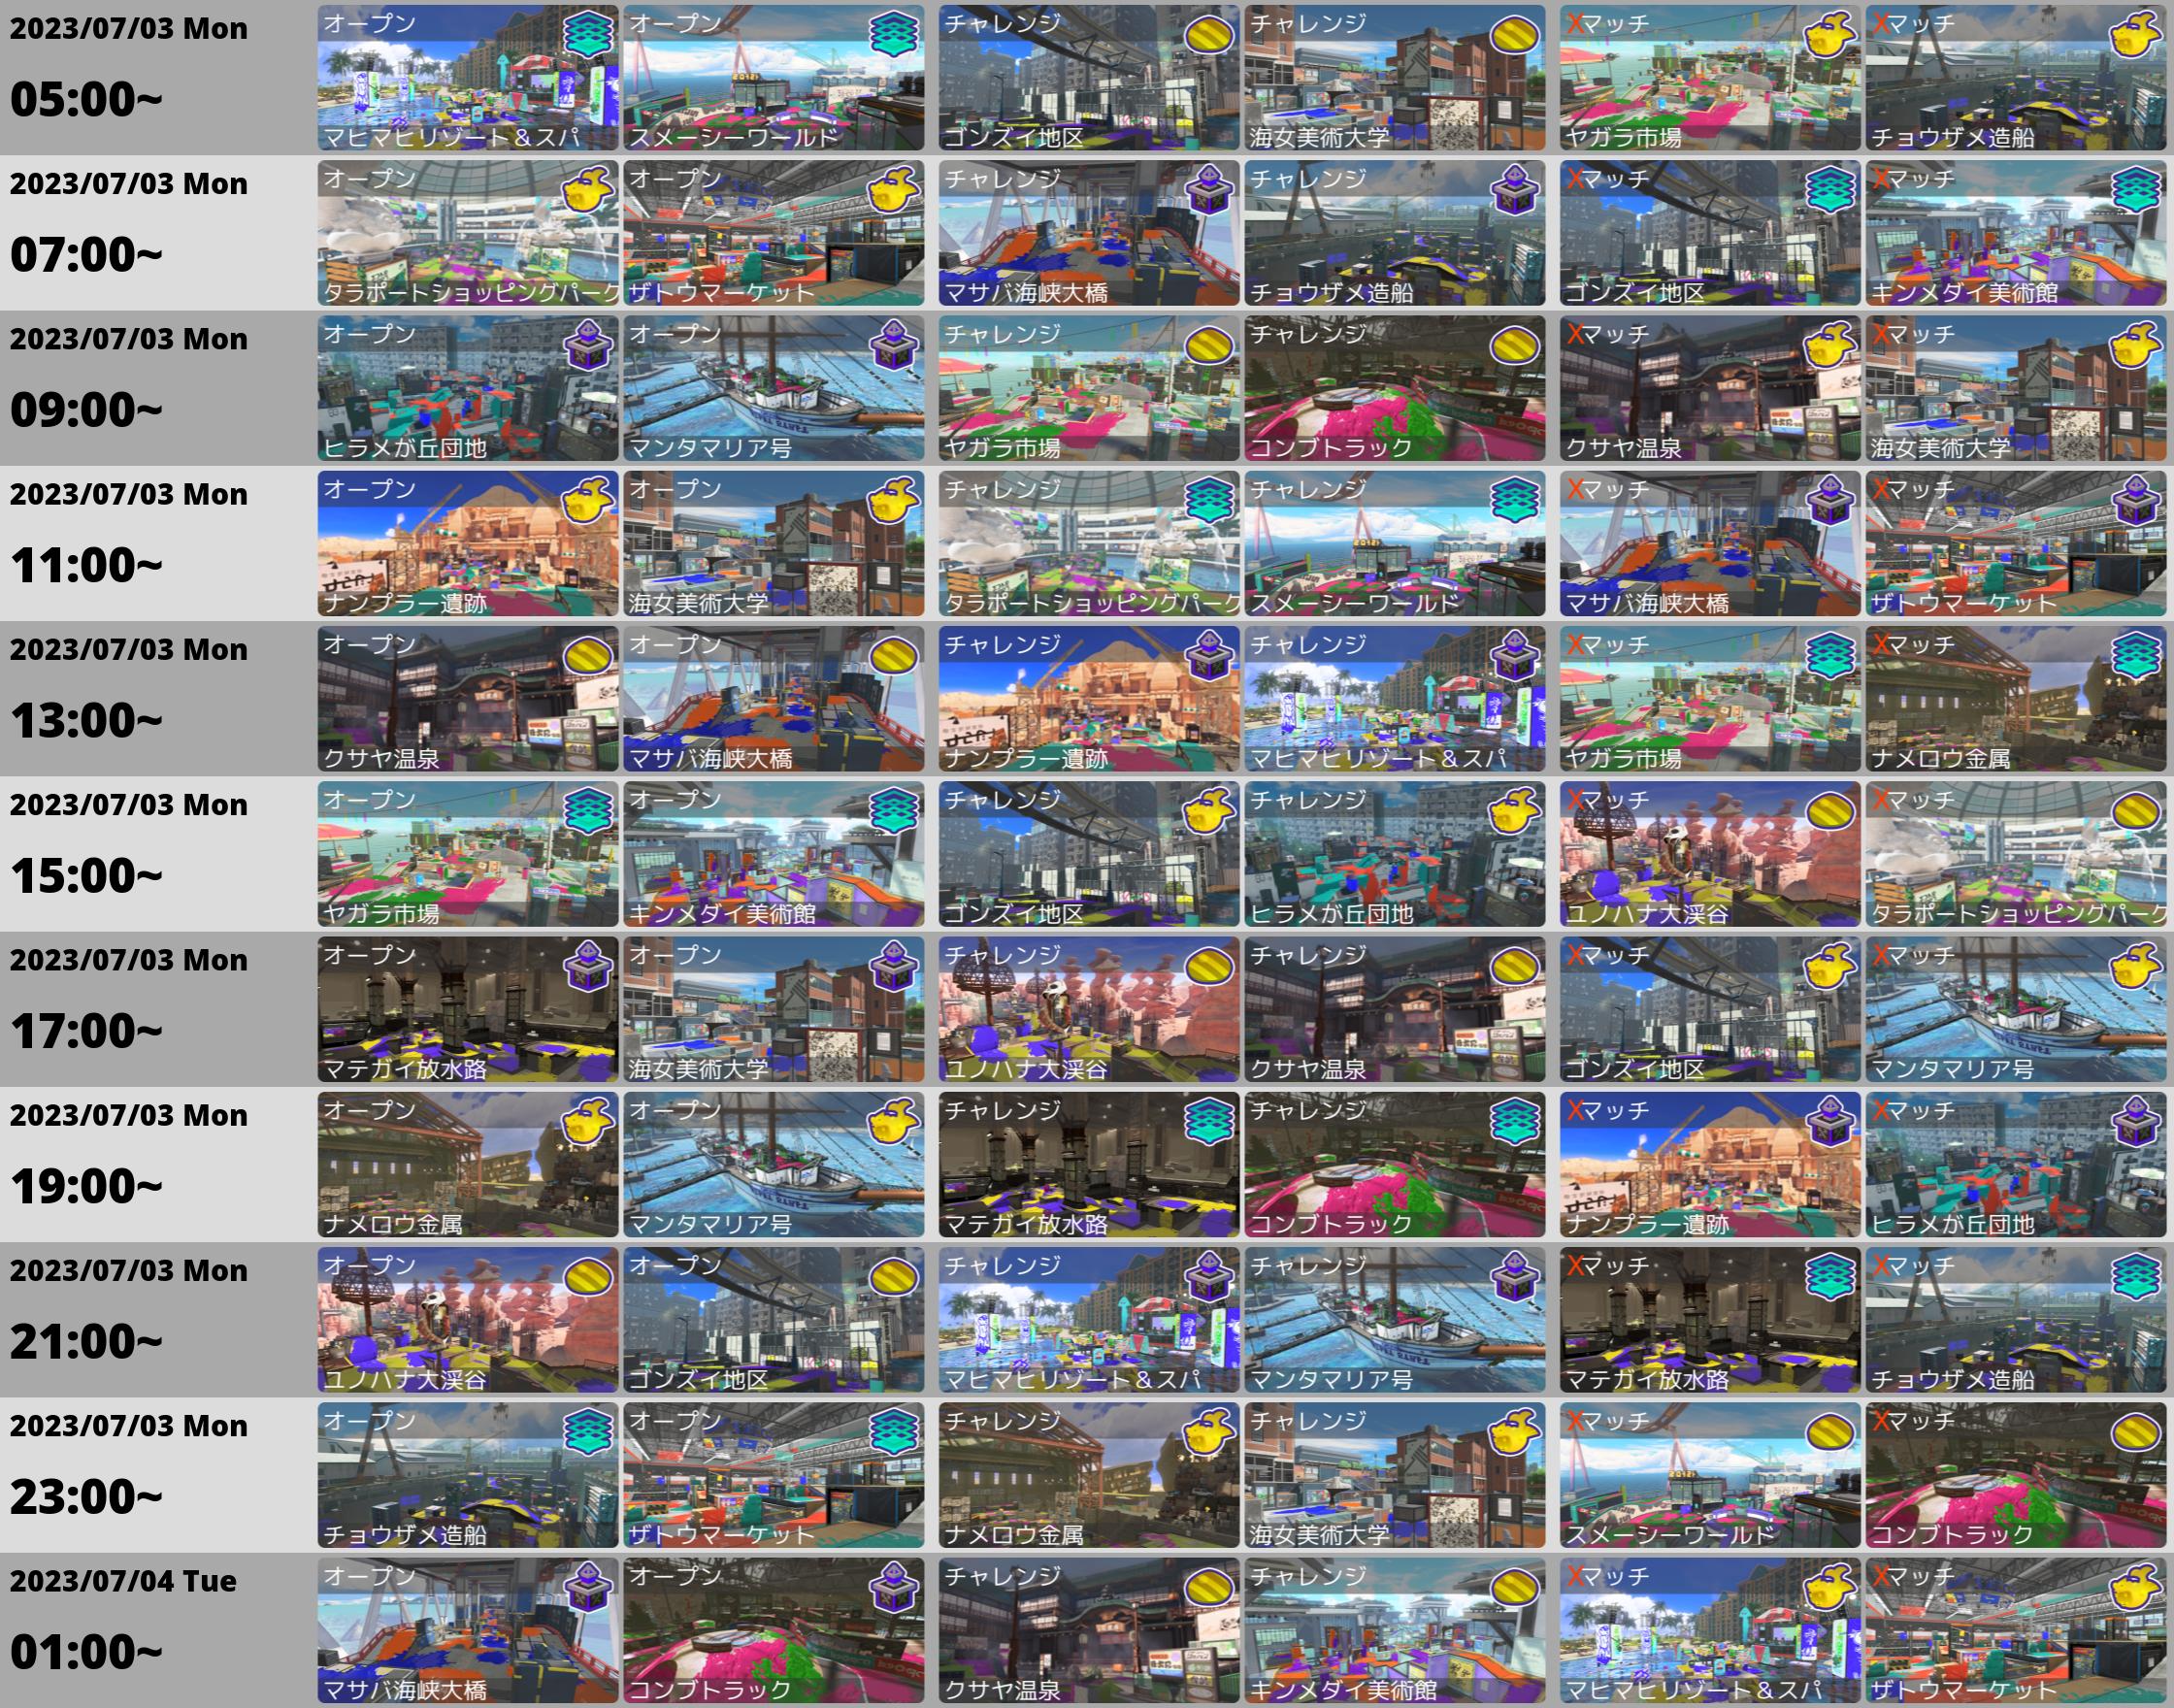 2023/07/03 Mon
05:00~
オープン オープン チャレンジ チャレンジ Xマッチ Xマッチ
マヒマヒリゾート&スパ スメーシーワールド ゴンズイ地区 海女美術大学 ヤガラ市場 チョウザメ造船
2023/07/03 Mon
07:00~
オープン オープン チャレンジ チャレンジ Xマッチ Xマッチ
タラポートショッピングパーク ザトウマーケット マサバ海峡大橋 チョウザメ造船 ゴンズイ地区 キンメダイ美術館
2023/07/03 Mon
09:00~
オープン オープン チャレンジ チャレンジ Xマッチ Xマッチ
ヒラメが丘団地 マンタマリア号 ヤガラ市場 コンブトラック クサヤ温泉 海女美術大学
2023/07/03 Mon
11:00~
オープン オープン チャレンジ チャレンジ Xマッチ Xマッチ
ナンプラー遺跡 海女美術大学 タラポートショッピングパーク スメーシーワールド マサバ海峡大橋 ザトウマーケット
2023/07/03 Mon
13:00~
オープン オープン チャレンジ チャレンジ Xマッチ Xマッチ
クサヤ温泉 マサバ海峡大橋 ナンプラー遺跡 マヒマヒリゾート&スパ ヤガラ市場 ナメロウ金属
2023/07/03 Mon
15:00~
オープン オープン チャレンジ チャレンジ Xマッチ Xマッチ
ヤガラ市場 キンメダイ美術館 ゴンズイ地区 ヒラメが丘団地 ユノハナ大渓谷 タラポートショッピングパーク
2023/07/03 Mon
17:00~
オープン オープン チャレンジ チャレンジ Xマッチ Xマッチ
マテガイ放水路 海女美術大学 ユノハナ大渓谷 クサヤ温泉 ゴンズイ地区 マンタマリア号
2023/07/03 Mon
19:00~
オープン オープン チャレンジ チャレンジ Xマッチ Xマッチ
ナメロウ金属 マンタマリア号 マテガイ放水路 コンブトラック ナンプラー遺跡 ヒラメが丘団地
2023/07/03 Mon
21:00~
オープン オープン チャレンジ チャレンジ Xマッチ Xマッチ
ユノハナ大渓谷 ゴンズイ地区 マヒマヒリゾート&スパ マンタマリア号 マテガイ放水路 チョウザメ造船
2023/07/03 Mon
23:00~
オープン オープン チャレンジ チャレンジ Xマッチ Xマッチ
チョウザメ造船 ザトウマーケット ナメロウ金属 海女美術大学 スメーシーワールド コンブトラック
2023/07/04 Tue
01:00~
オープン オープン チャレンジ チャレンジ Xマッチ Xマッチ
マサバ海峡大橋 コンブトラック クサヤ温泉 キンメダイ美術館 マヒマヒリゾート&スパ ザトウマーケット